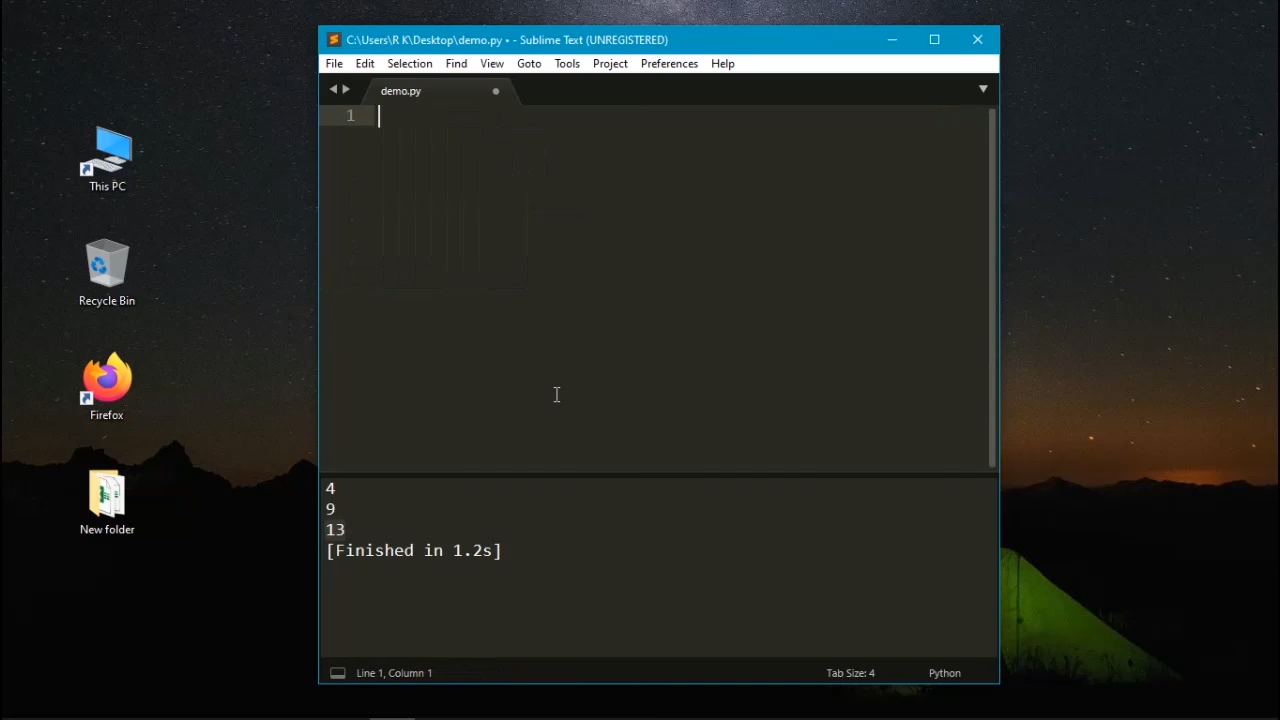 C:\Users\R K\Desktop\demo.py • - Sublime Text (UNREGISTERED)
File Edit Selection Find View Goto Tools Project Preferences Help
demo.py
1
This PC
Recycle Bin
Firefox
New folder
4
9
13
[Finished in 1.2s]
Line 1, Column 1 Tab Size: 4 Python